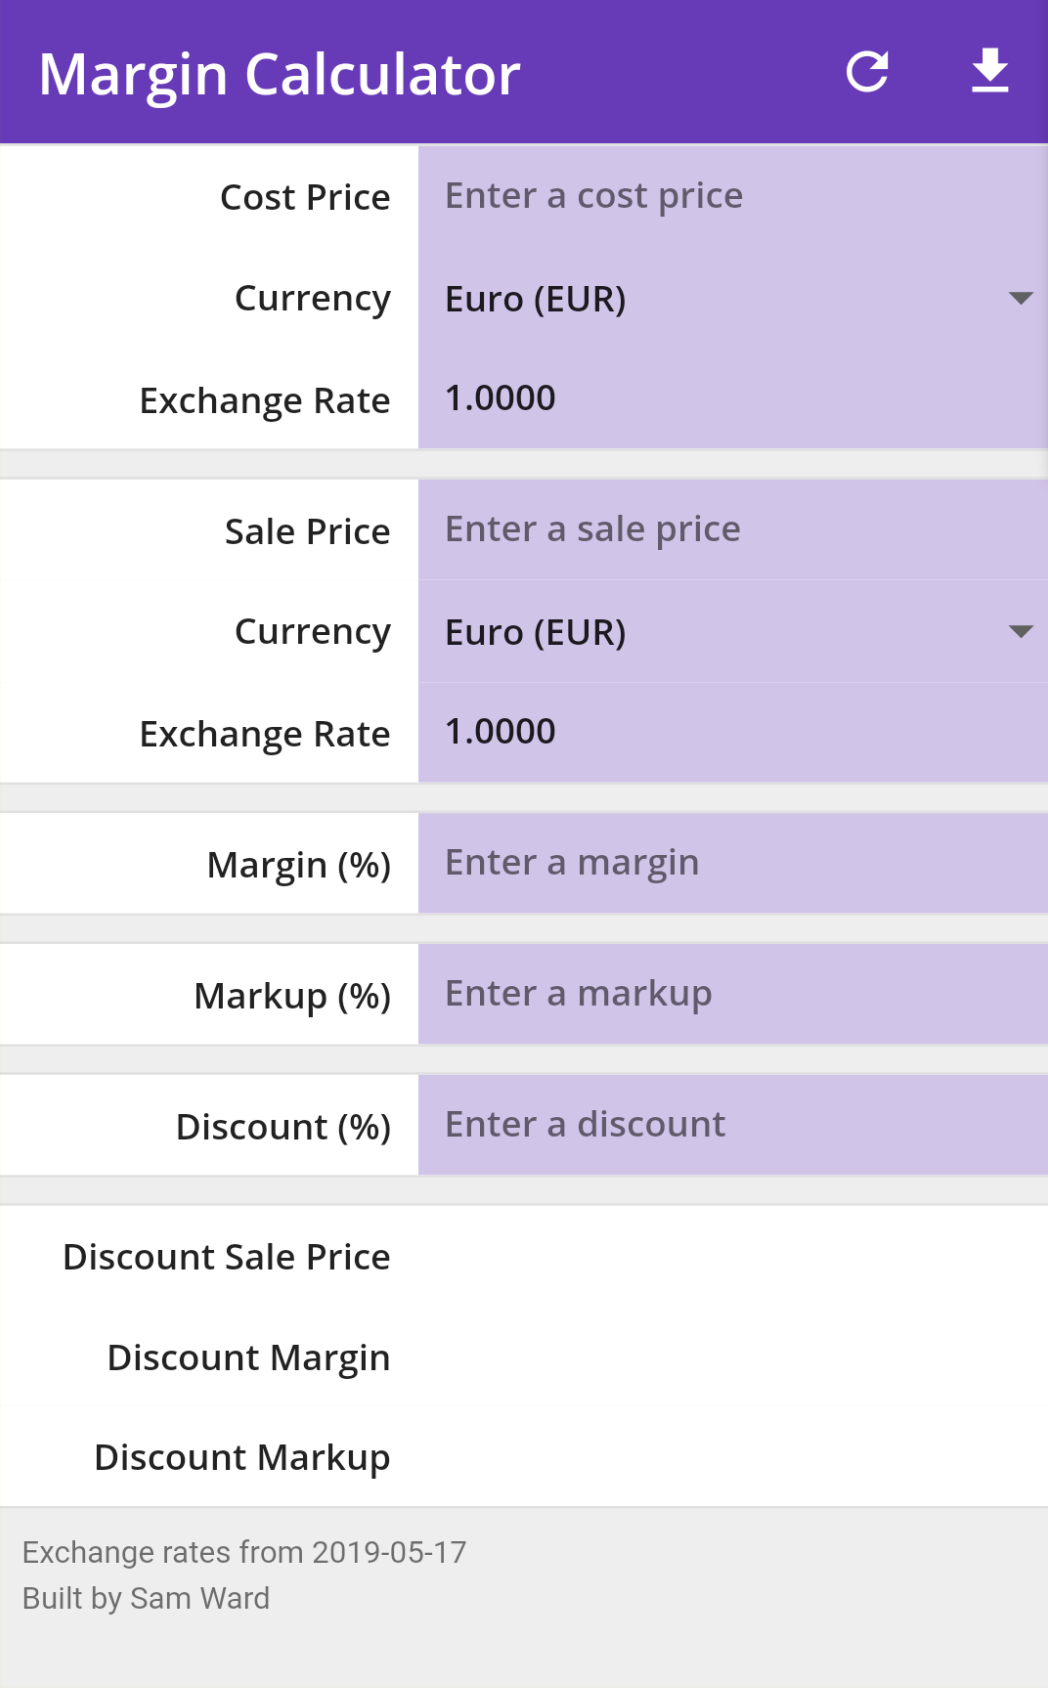 Margin Calculator
Cost Price Enter a cost price
Currency Euro (EUR)
Exchange Rate 1.0000
Sale Price Enter a sale price
Currency Euro (EUR)
Exchange Rate 1.0000
Margin (%) Enter a margin
Markup (%) Enter a markup
Discount (%) Enter a discount
Discount Sale Price
Discount Margin
Discount Markup
Exchange rates from 2019-05-17
Built by Sam Ward